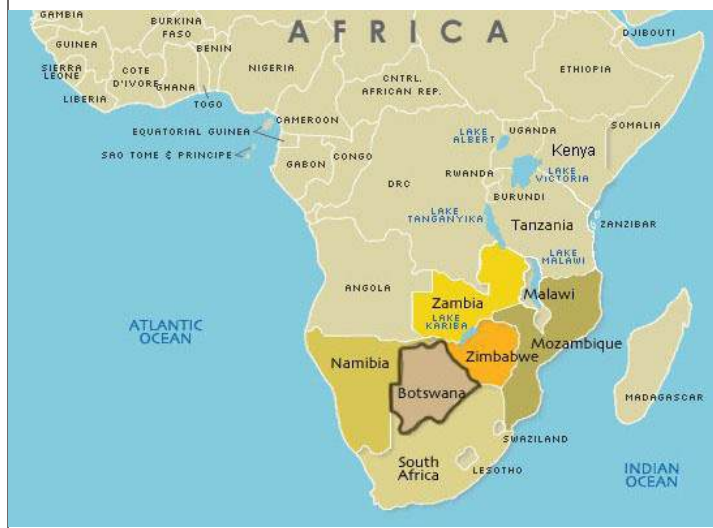 GAMBIA
BURKINA
FASO
AFRICA
DJIBOUTI
GUINEA
BENIN
SIERRA
LEONE
COTE
D'IVORE
GHANA
NIGERIA
CNTRL.
AFRICAN REP.
ETHIOPIA
LIBERIA
TOGO
CAMEROON
EQUATORIAL GUINEA
LAKE
ALBERT
UGANDA
SOMALIA
Kenya
SAO TOME & PRINCIPE
GABON
CONGO
DRC
RWANDA
LAKE
VICTORIA
BURUNDI
LAKE
TANGANYIKA
Tanzania
ZANZIBAR
LAKE
MALAWI
ANGOLA
Zambia
Malawi
LAKE
KARIBA
ATLANTIC
OCEAN
Mozambique
Namibia
Zimbabwe
Botswana
MADAGASCAR
SWAZILAND
South
Africa
LESOTHO
INDIAN
OCEAN